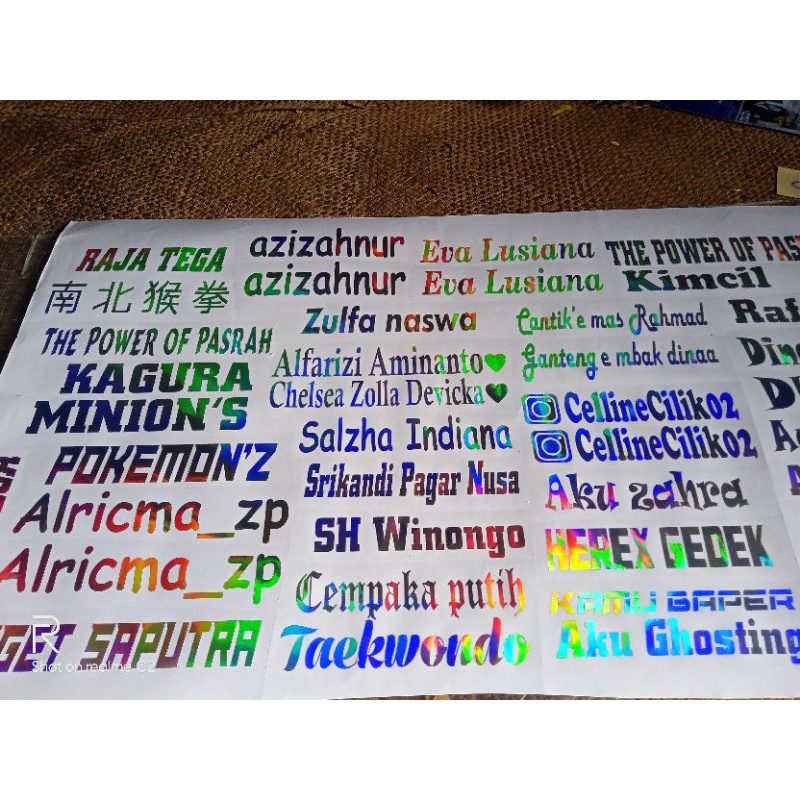 RAJA TEGA
南北猴拳
THE POWER OF PASRAH
KAGURA
MINION'S
POKEMON'Z
Alricma_zp
Alricma_zp
SAPUTRA
azizahnur
azizahnur
Zulfa naswa
Alfarizi Aminanto
Chelsea Zolla Devicka
Salzha Indiana
Srikandi Pagar Nusa
SH Winongo
Cempaka putih
Taekwondo
Eva Lusiana
Eva Lusiana
Cantik'e mas Rahmad
Ganteng e mbak dinaa
CellineCilik02
CellineCilik02
Aku zahra
HEREX GEDEK
KAMU BAPER
Aku Ghosting
THE POWER OF PAS
Kimcil
Shot on realme C2